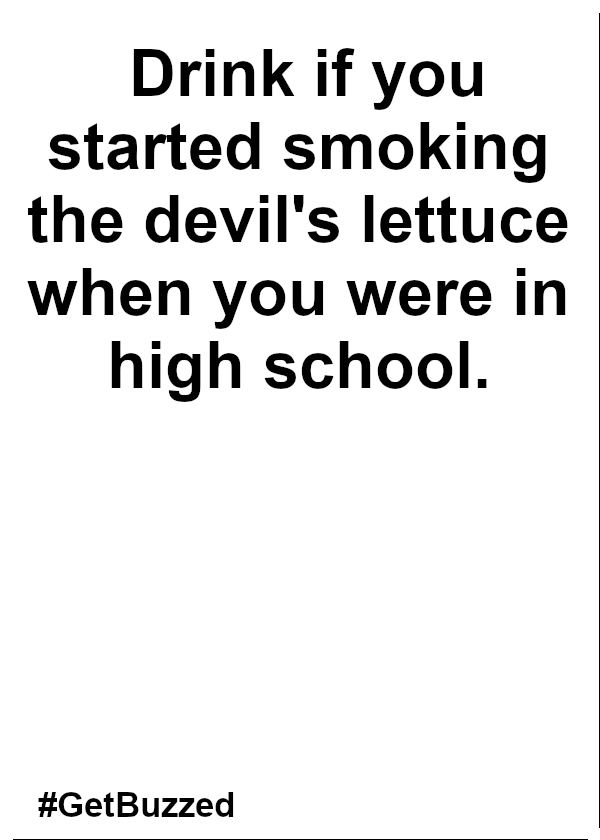 Drink if you
started smoking
the devil's lettuce
when you were in
high school.
#GetBuzzed